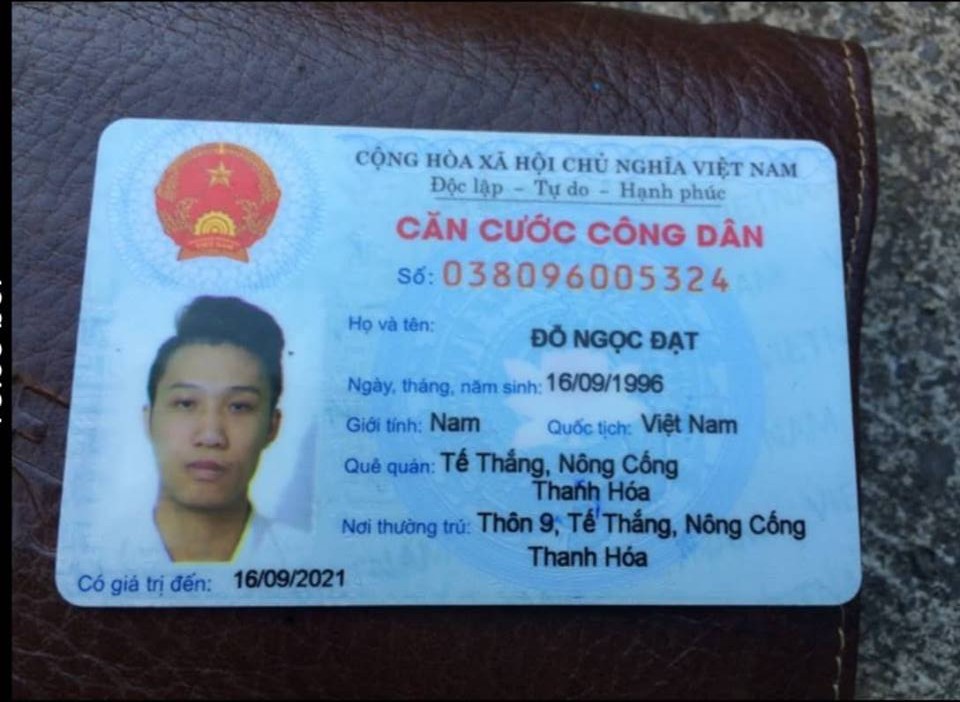 CỘNG HÒA XÃ HỘI CHỦ NGHĨA VIỆT NAM
Độc lập – Tự do – Hạnh phúc
CĂN CƯỚC CÔNG DÂN
Số: 038096005324
Họ và tên: ĐỖ NGỌC ĐẠT
Ngày, tháng, năm sinh: 16/09/1996
Giới tính: Nam Quốc tịch: Việt Nam
Quê quán: Tế Thắng, Nông Cống
Thanh Hóa
Nơi thường trú: Thôn 9, Tế Thắng, Nông Cống
Thanh Hóa
Có giá trị đến: 16/09/2021